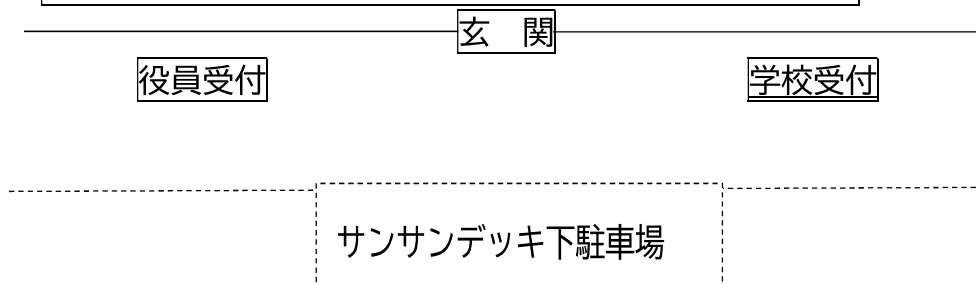 玄　関
役員受付
学校受付
サンサンデッキ下駐車場